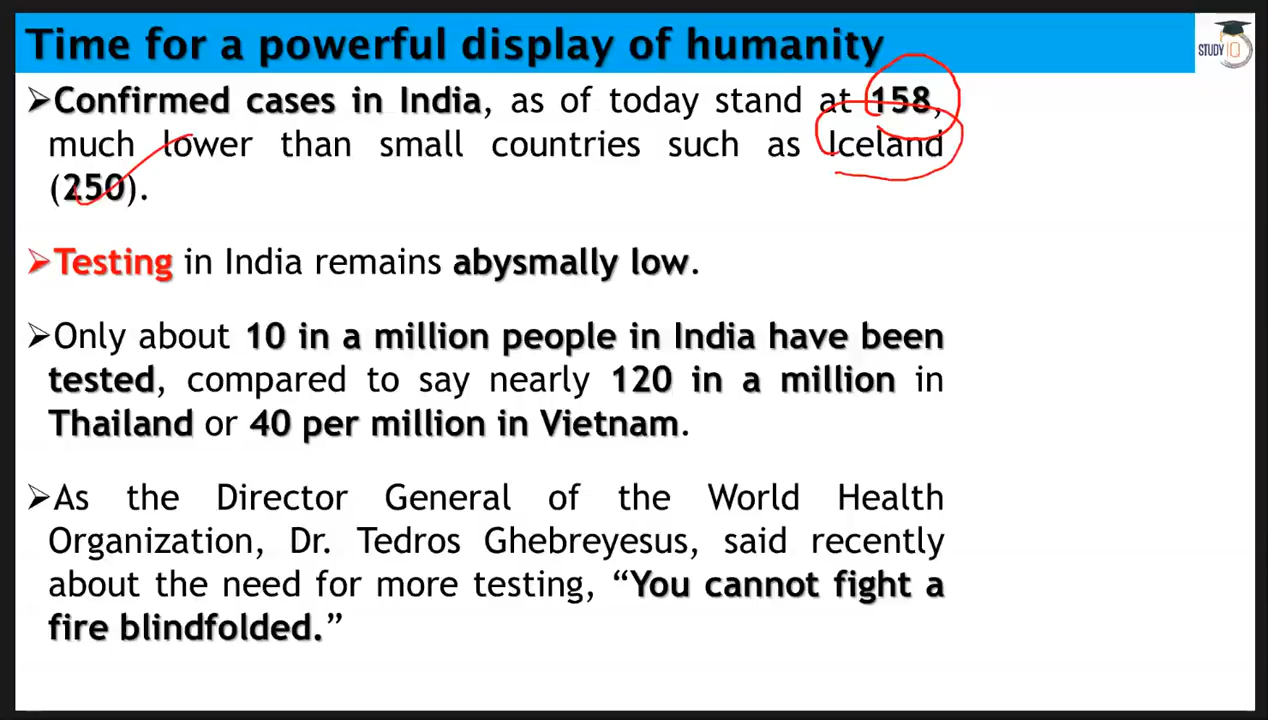 Time for a powerful display of humanity
STUDY IQ
➢Confirmed cases in India, as of today stand at 158,
much lower than small countries such as Iceland
(250).
➢Testing in India remains abysmally low.
➢Only about 10 in a million people in India have been
tested, compared to say nearly 120 in a million in
Thailand or 40 per million in Vietnam.
➢As the Director General of the World Health
Organization, Dr. Tedros Ghebreyesus, said recently
about the need for more testing, “You cannot fight a
fire blindfolded.”